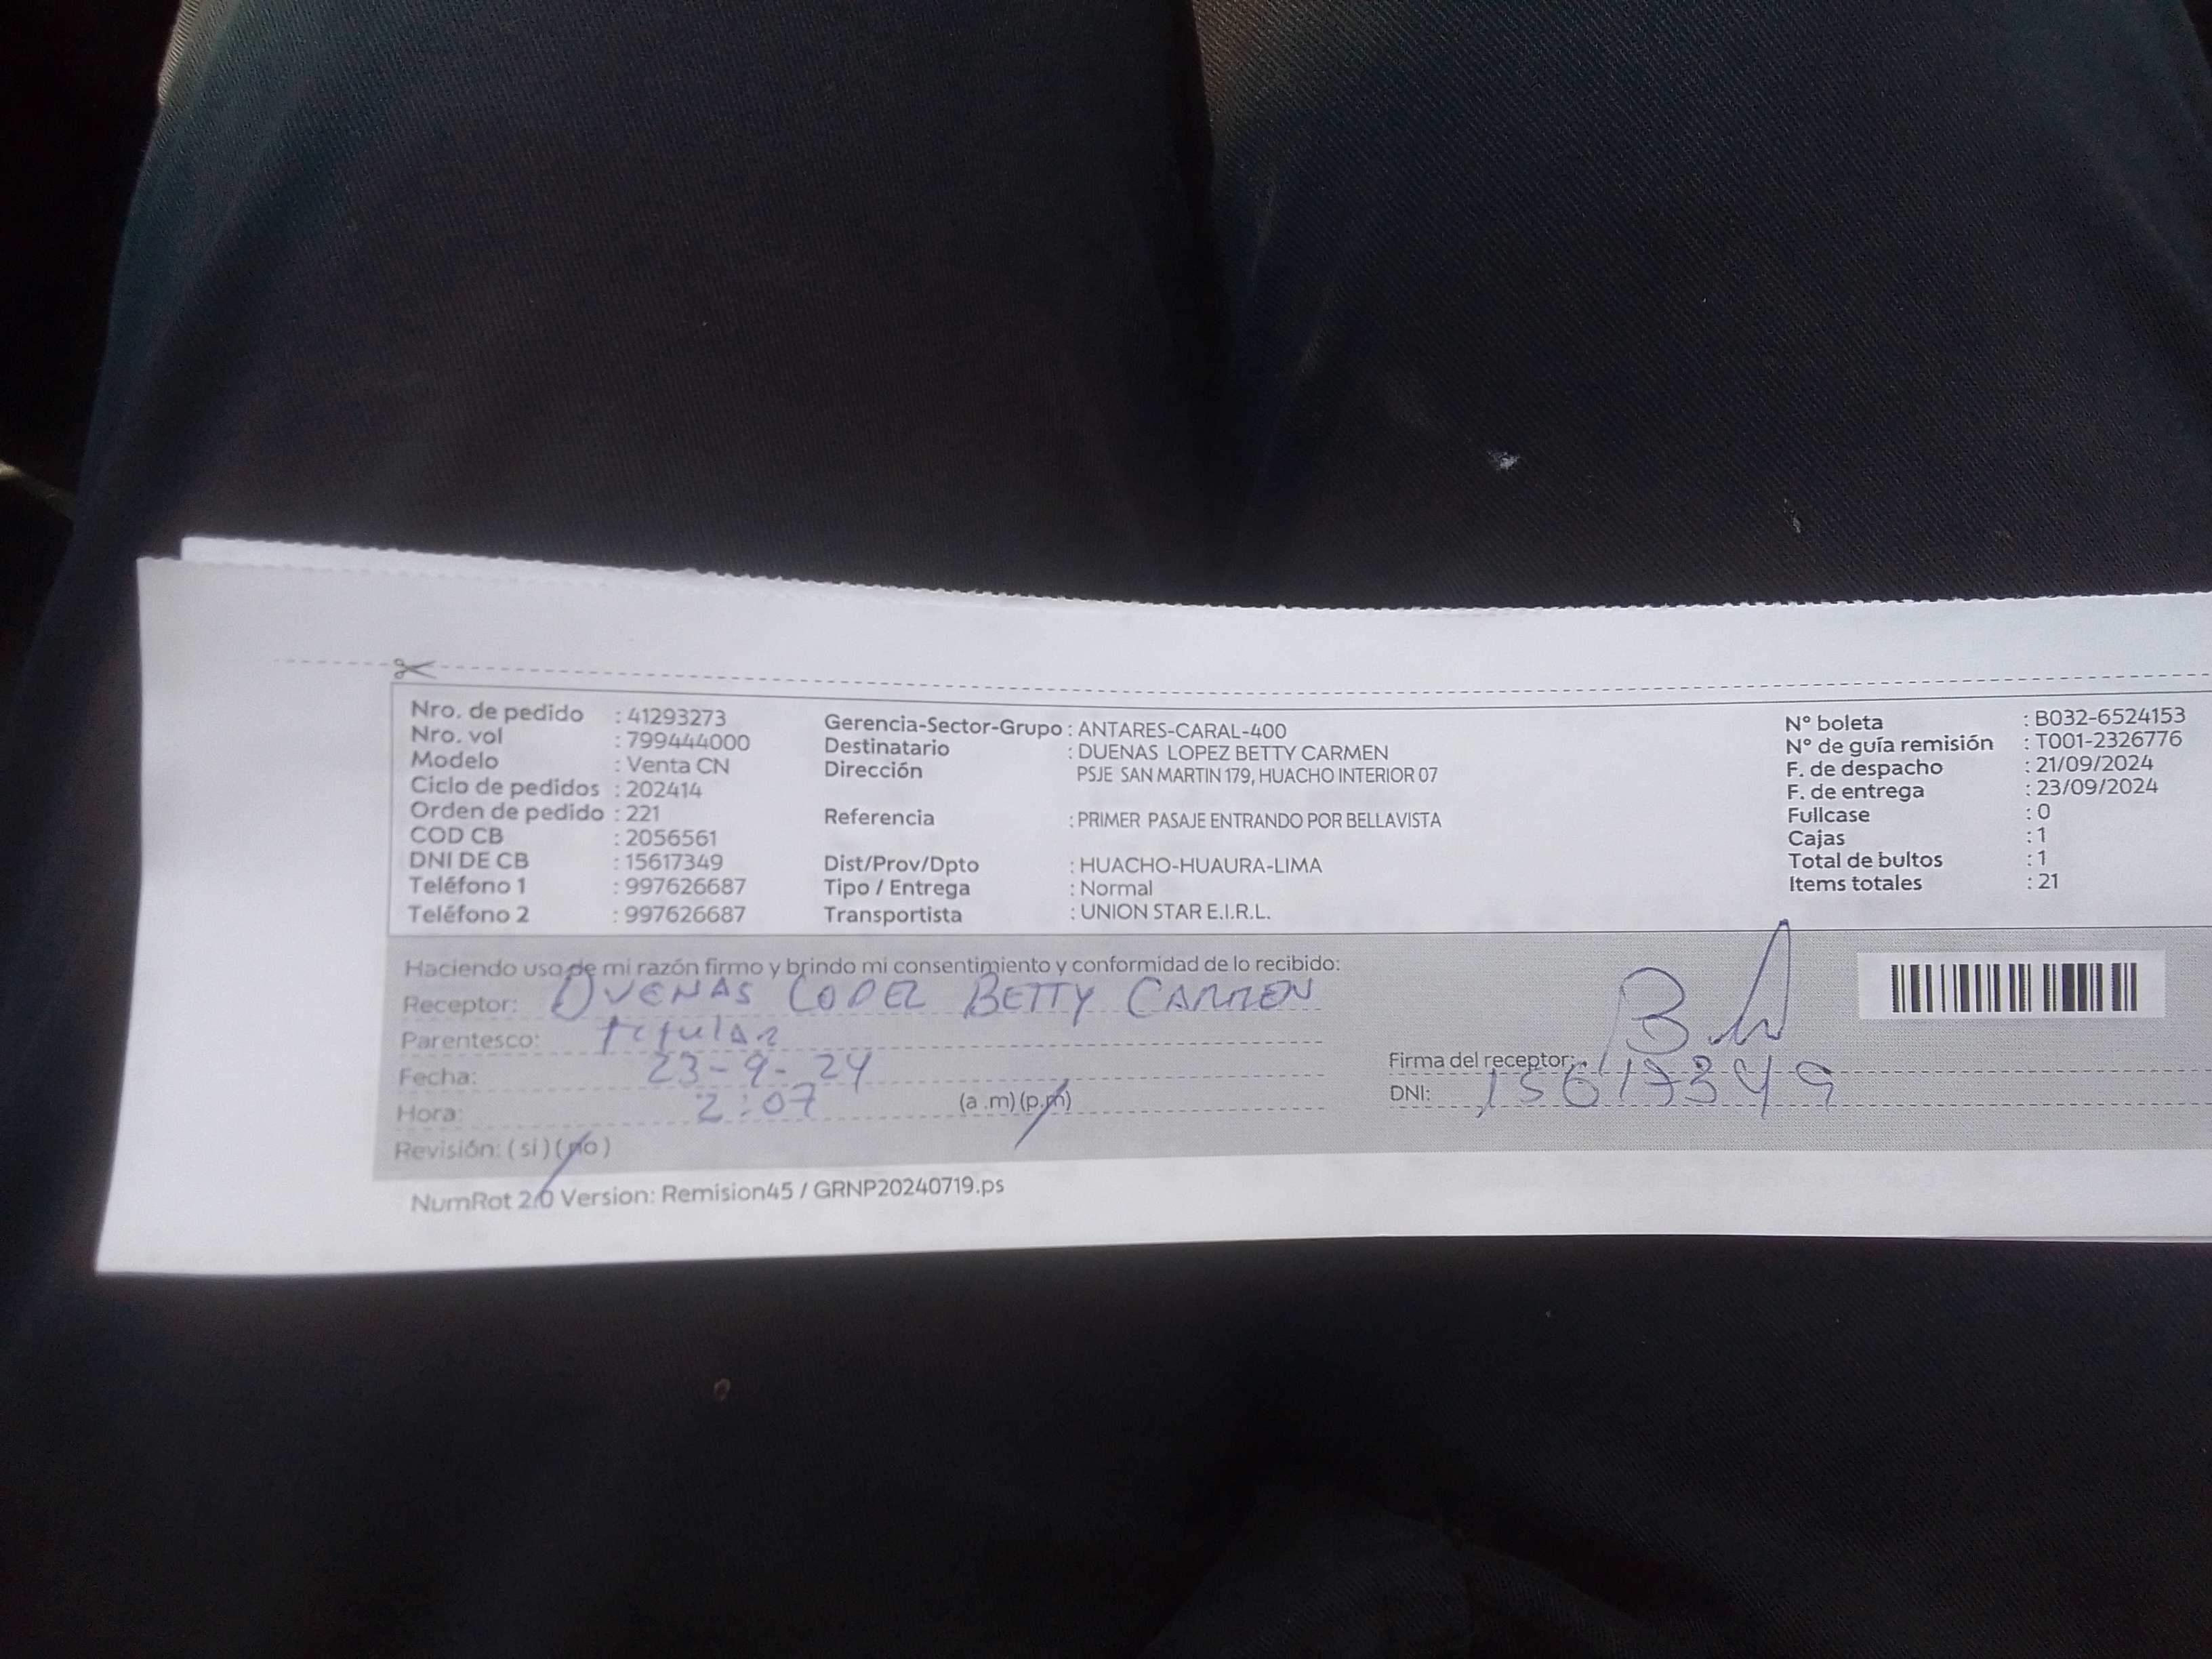 Nro. de pedido : 41293273
Nro. vol : 799444000
Modelo : Venta CN
Ciclo de pedidos : 202414
Orden de pedido : 221
COD CB : 2056561
DNI DE CB : 15617349
Teléfono 1 : 997626687
Teléfono 2 : 997626687
Gerencia-Sector-Grupo : ANTARES-CARAL-400
Destinatario : DUENAS LOPEZ BETTY CARMEN
Dirección PSJE SAN MARTIN 179, HUACHO INTERIOR 07
Referencia : PRIMER PASAJE ENTRANDO POR BELLAVISTA
Dist/Prov/Dpto : HUACHO-HUAURA-LIMA
Tipo / Entrega : Normal
Transportista : UNION STAR E.I.R.L.
N° boleta : B032-6524153
N° de guía remisión : T001-2326776
F. de despacho : 21/09/2024
F. de entrega : 23/09/2024
Fullcase : 0
Cajas : 1
Total de bultos : 1
Items totales : 21
Haciendo uso de mi razón firmo y brindo mi consentimiento y conformidad de lo recibido:
Receptor: DUENAS LOPEZ BETTY CARMEN
Parentesco: titular
Fecha: 23-9-24
Hora: 2:07 (a .m) (p.m)
Revisión: ( si ) ( no )
Firma del receptor:
DNI: 15617349
NumRot 2.0 Version: Remision45 / GRNP20240719.ps